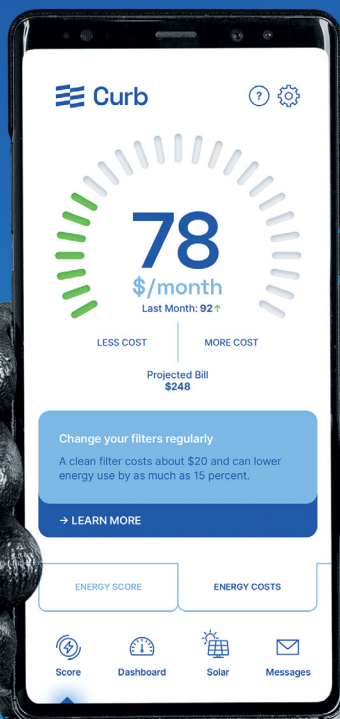 Curb
?
78
$/month
Last Month: 92↑
LESS COST
MORE COST
Projected Bill
$248
Change your filters regularly
A clean filter costs about $20 and can lower
energy use by as much as 15 percent.
→ LEARN MORE
ENERGY SCORE
ENERGY COSTS
Score
Dashboard
Solar
Messages